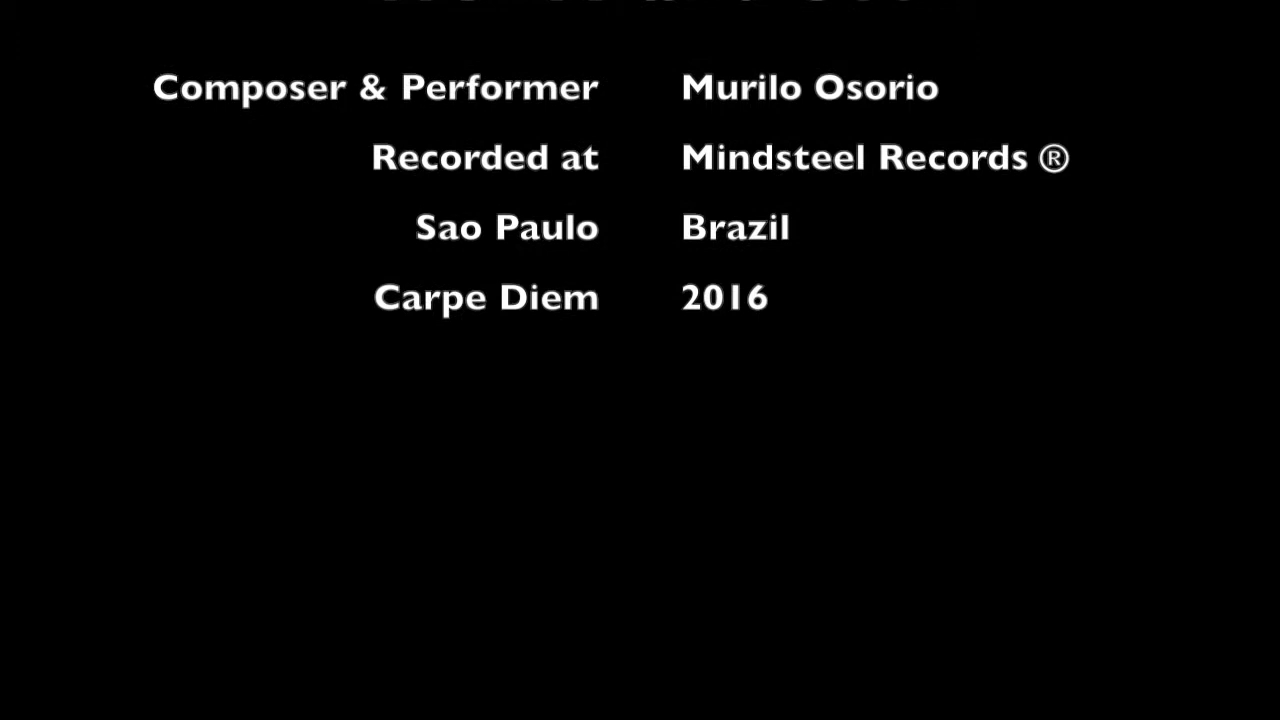 Composer & Performer Murilo Osorio
Recorded at Mindsteel Records ®
Sao Paulo Brazil
Carpe Diem 2016